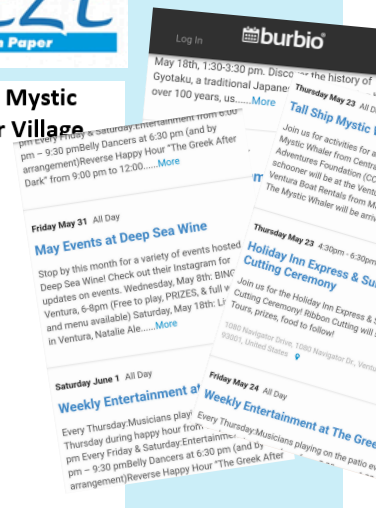 n Paper
Mystic
r Village
Log In
burbio
May 18th, 1:30-3:30 pm. Disco the history of
Gyotaku, a traditional Japane
over 100 years, us......More
pm Every Friday & Saturday:Entertainment from 6:00
pm – 9:30 pmBelly Dancers at 6:30 pm (and by
arrangement)Reverse Happy Hour "The Greek After
Dark" from 9:00 pm to 12:00......More
Friday May 31 All Day
May Events at Deep Sea Wine
Stop by this month for a variety of events hosted
Deep Sea Wine! Check out their Instagram for
updates on events. Wednesday, May 8th: BING
Ventura, 6-8pm (Free to play, PRIZES, & full w
and menu available) Saturday, May 18th: Li
in Ventura, Natalie Ale......More
Saturday June 1 All Day
Weekly Entertainment at
Every Thursday:Musicians playi
Thursday during happy hour from
pm Every Friday & Saturday:Entertainme
pm – 9:30 pmBelly Dancers at 6:30 pm (and by
arrangement)Reverse Happy Hour "The Greek After
Thursday May 23 All Da
Tall Ship Mystic W
Join us for activities for a
Mystic Whaler from Centra
Adventures Foundation (CC
schooner will be at the Ventu
Ventura Boat Rentals from M
The Mystic Whaler will be arriv
Thursday May 23 4:30pm - 6:30pm
Holiday Inn Express & Sui
Cutting Ceremony
Join us for the Holiday Inn Express & S
Cutting Ceremony! Ribbon Cutting will s
Tours, prizes, food to follow!
1080 Navigator Drive, 1080 Navigator Dr, Ventu
93001, United States
Friday May 24 All Day
Weekly Entertainment at The Gree
Every Thursday:Musicians playing on the patio ev